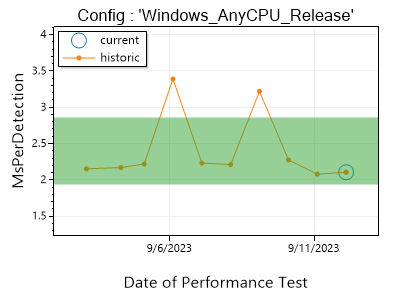 Config : 'Windows_AnyCPU_Release'
current
historic
MsPerDetection
4
3.5
3
2.5
2
1.5
9/6/2023
9/11/2023
Date of Performance Test